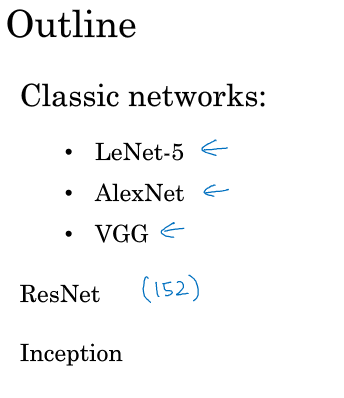 Outline
Classic networks:
• LeNet-5 ←
• AlexNet ←
• VGG ←
ResNet (152)
Inception